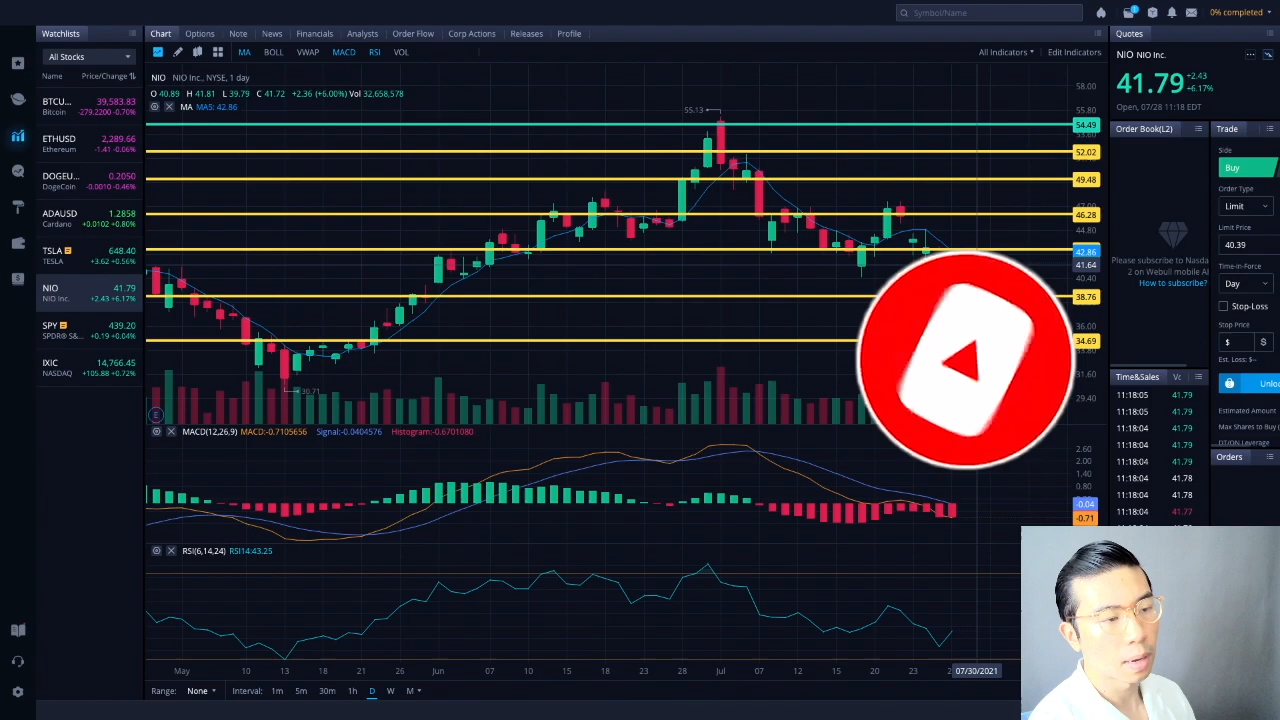 Symbol/Name
1
0% completed
Watchlists
Chart Options Note News Financials Analysts Order Flow Corp Actions Releases Profile
Quotes
All Stocks
MA BOLL VWAP MACD RSI VOL
All Indicators Edit Indicators
NIO NIO Inc.
Name Price/Change
NIO NIO Inc., NYSE, 1 day
O 40.89 H 41.81 L 39.79 C 41.72 +2.36 (+6.00%) Vol 32,658,578
MA MA5: 42.86
41.79 +2.43
+6.17%
Open, 07/28 11:18 EDT
BTCU... 39,583.83
Bitcoin -279.2200 -0.70%
ETHUSD 2,289.66
Ethereum -1.41 -0.06%
DOGEU... 0.2050
DogeCoin -0.0010 -0.46%
ADAUSD 1.2858
Cardano +0.0102 +0.80%
TSLA 648.40
TESLA +3.62 +0.56%
NIO 41.79
NIO Inc. +2.43 +6.17%
SPY 439.20
SPDR® S&... +0.19 +0.04%
IXIC 14,766.45
NASDAQ +105.88 +0.72%
55.13
30.71
E
58.00
55.80
54.49
52.02
49.48
46.28
44.80
42.86
41.64
40.40
38.76
36.00
34.69
31.60
29.40
MACD(12,26,9) MACD:-0.7105656 Signal:-0.0404576 Histogram:-0.6701080
2.60
2.00
1.40
0.80
-0.04
-0.71
RSI(6,14,24) RSI14:43.25
May 10 13 18 21 26 Jun 07 10 15 18 23 28 Jul 07 12 15 20 23 07/30/2021
Range: None Interval: 1m 5m 30m 1h D W M
Order Book(L2)
Please subscribe to Nasda
2 on Webull mobile
How to subscribe?
Trade
Side
Buy
Order Type
Limit
Limit Price
40.39
Time-in-Force
Day
Stop-Loss
Stop Price
$ $
Est. Loss: $--
Unlo
Estimated Amount
Max Shares to Buy
DT/ON Leverage
Orders
Time&Sales
11:18:05 41.79
11:18:05 41.79
11:18:04 41.79
11:18:04 41.79
11:18:04 41.79
11:18:04 41.78
11:18:04 41.78
11:18:04 41.77